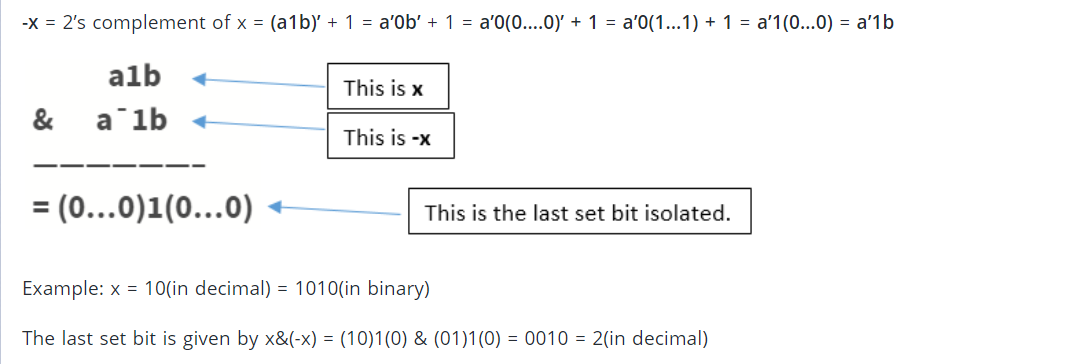 -x = 2’s complement of x = (a1b)’ + 1 = a’0b’ + 1 = a’0(0....0)’ + 1 = a’0(1...1) + 1 = a’1(0...0) = a’1b
a1b
This is x
& a¯1b
This is -x
_______
= (0...0)1(0...0)
This is the last set bit isolated.
Example: x = 10(in decimal) = 1010(in binary)
The last set bit is given by x&(-x) = (10)1(0) & (01)1(0) = 0010 = 2(in decimal)